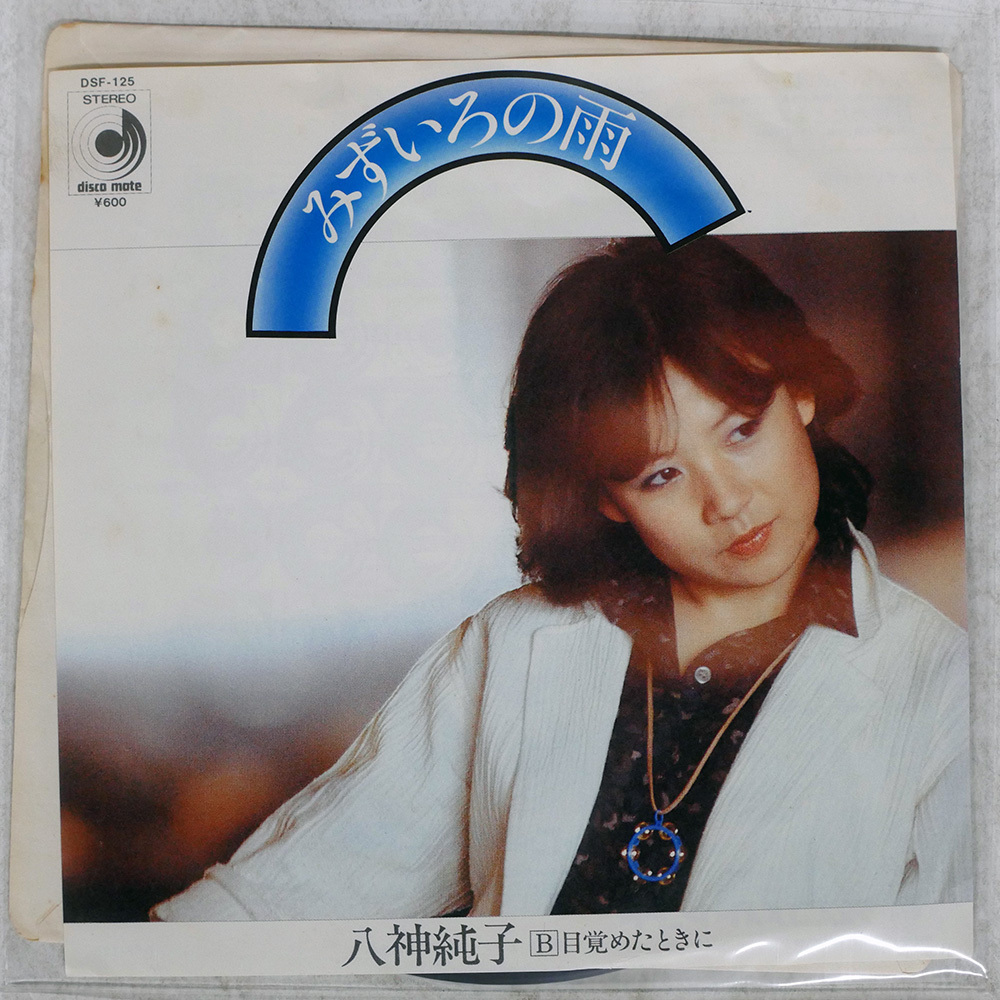 DSF-125
STEREO
disco mate
¥600
みずいろの雨
八神純子 B 目覚めたときに